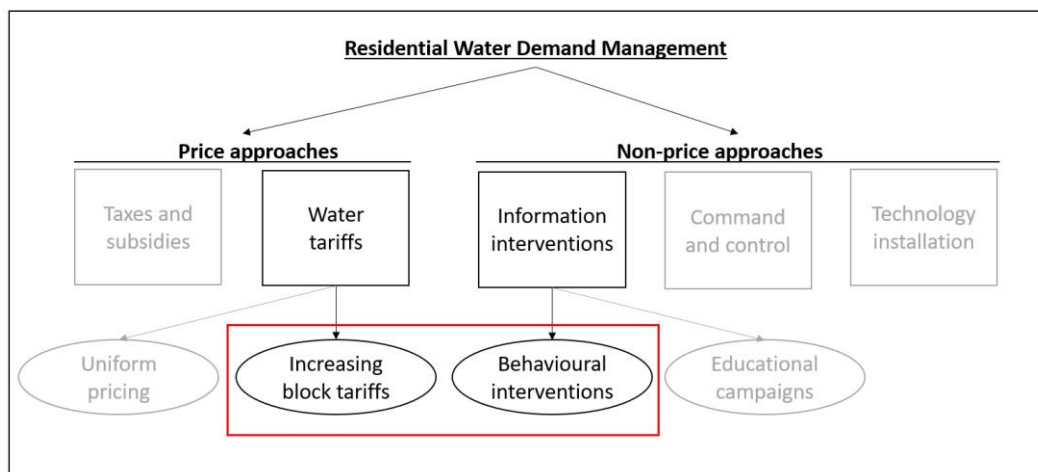 Residential Water Demand Management
Price approaches
Non-price approaches
Taxes and
subsidies
Water
tariffs
Information
interventions
Command
and control
Technology
installation
Uniform
pricing
Increasing
block tariffs
Behavioural
interventions
Educational
campaigns